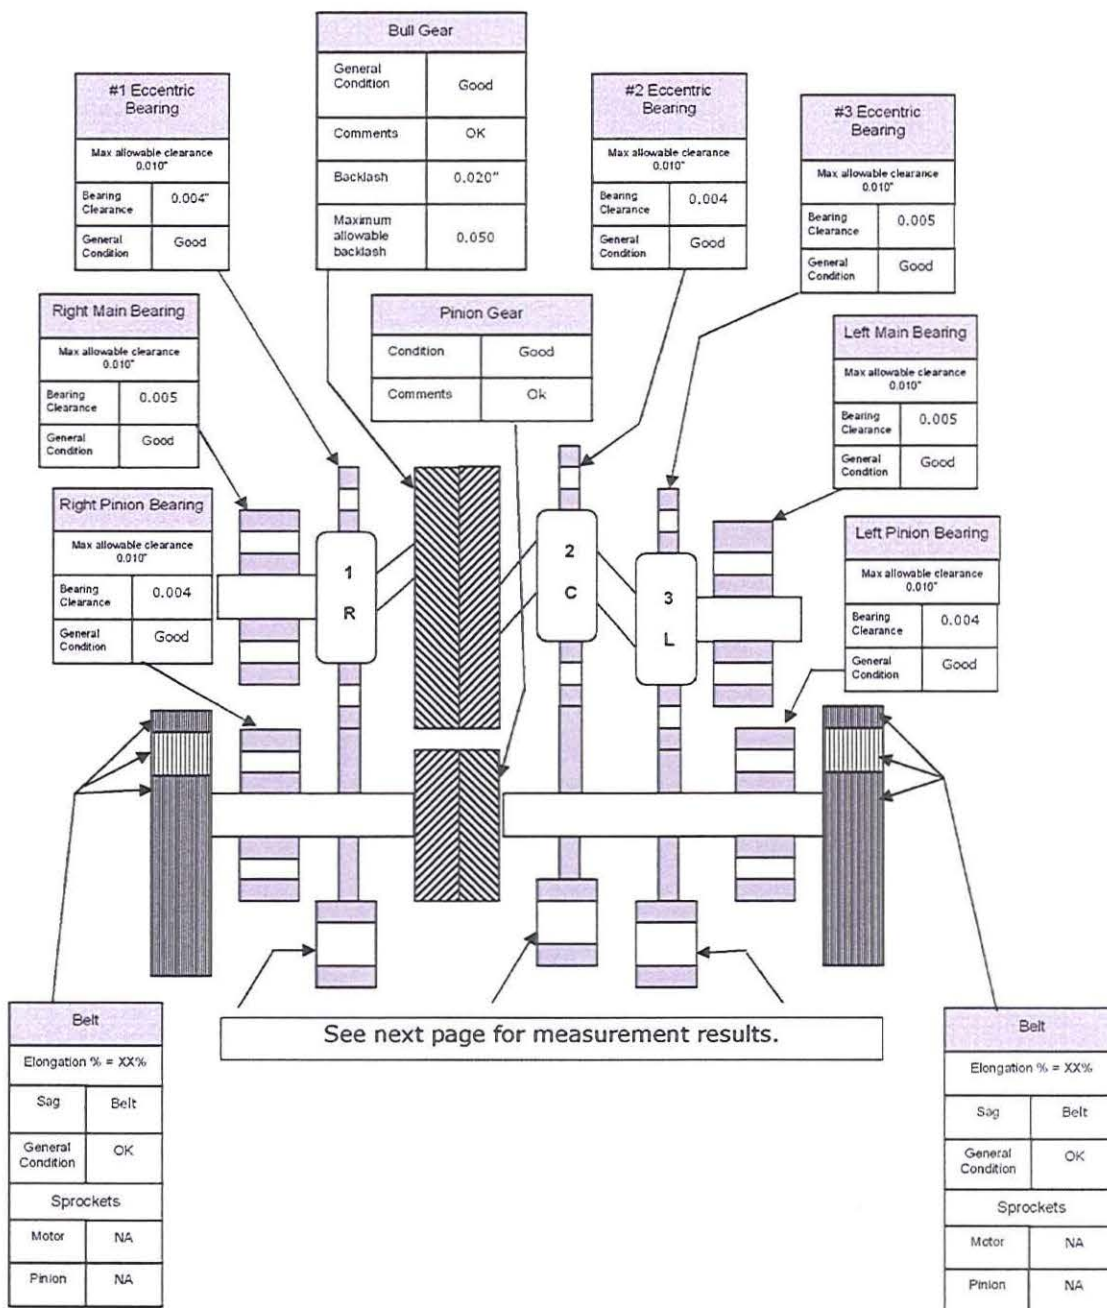 Bull Gear
General
Condition
Good
Comments
OK
Backlash
0.020"
Maximum
allowable
backlash
0.050
#1 Eccentric
Bearing
Max allowable clearance
0.010"
Bearing
Clearance
0.004"
General
Condition
Good
#2 Eccentric
Bearing
Max allowable clearance
0.010"
Bearing
Clearance
0.004
General
Condition
Good
#3 Eccentric
Bearing
Max allowable clearance
0.010"
Bearing
Clearance
0.005
General
Condition
Good
Right Main Bearing
Max allowable clearance
0.010"
Bearing
Clearance
0.005
General
Condition
Good
Pinion Gear
Condition
Good
Comments
Ok
Left Main Bearing
Max allowable clearance
0.010"
Bearing
Clearance
0.005
General
Condition
Good
Right Pinion Bearing
Max allowable clearance
0.010"
Bearing
Clearance
0.004
General
Condition
Good
Left Pinion Bearing
Max allowable clearance
0.010"
Bearing
Clearance
0.004
General
Condition
Good
1
R
2
C
3
L
See next page for measurement results.
Belt
Elongation % = XX%
Sag
Belt
General
Condition
OK
Sprockets
Motor
NA
Pinion
NA
Belt
Elongation % = XX%
Sag
Belt
General
Condition
OK
Sprockets
Motor
NA
Pinion
NA